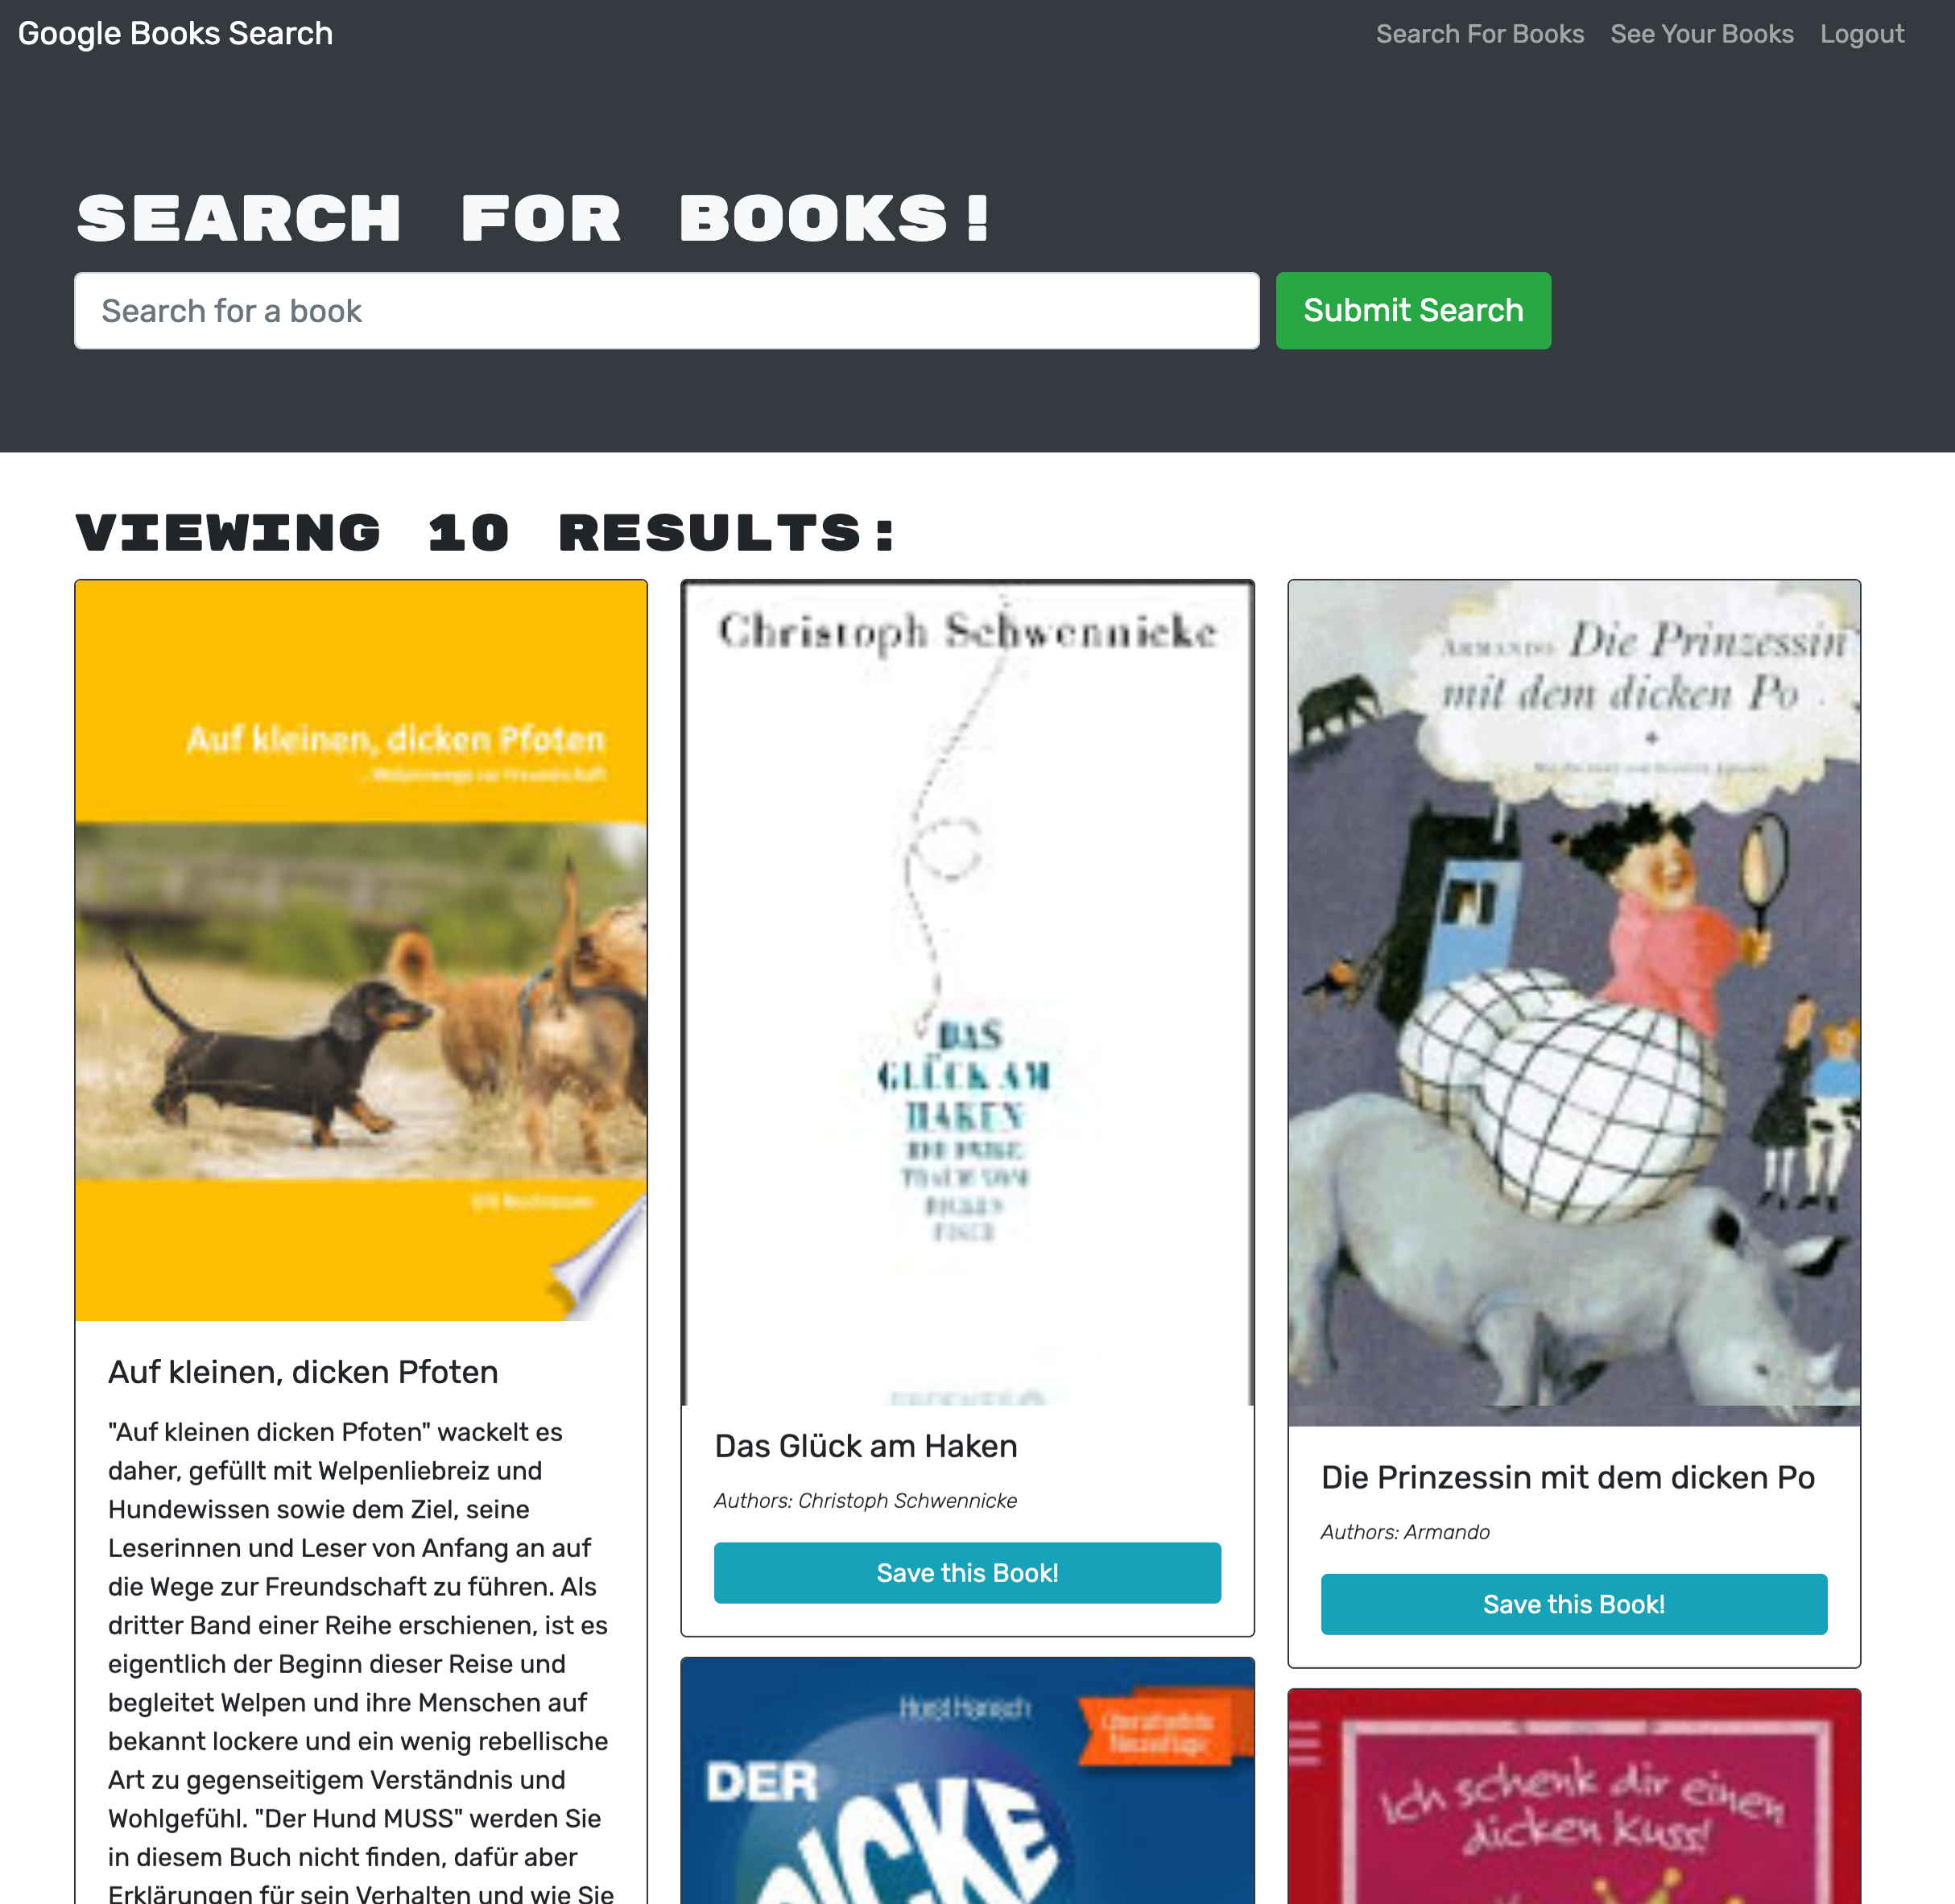 Google Books Search
Search For Books
See Your Books
Logout
SEARCH FOR BOOKS!
Search for a book
Submit Search
VIEWING 10 RESULTS:
Auf kleinen, dicken Pfoten
Auf kleinen, dicken Pfoten
"Auf kleinen dicken Pfoten" wackelt es
daher, gefüllt mit Welpenliebreiz und
Hundewissen sowie dem Ziel, seine
Leserinnen und Leser von Anfang an auf
die Wege zur Freundschaft zu führen. Als
dritter Band einer Reihe erschienen, ist es
eigentlich der Beginn dieser Reise und
begleitet Welpen und ihre Menschen auf
bekannt lockere und ein wenig rebellische
Art zu gegenseitigem Verständnis und
Wohlgefühl. "Der Hund MUSS" werden Sie
in diesem Buch nicht finden, dafür aber
Erklärungen für sein Verhalten und wie Sie
Christoph Schwennicke
DAS
GLÜCK AM
HAKEN
Das Glück am Haken
Authors: Christoph Schwennicke
Save this Book!
Horst Hanisch
DER
DICKE
ARMANDO Die Prinzessin
mit dem dicken Po
Die Prinzessin mit dem dicken Po
Authors: Armando
Save this Book!
Ich schenk dir einen
dicken Kuss!